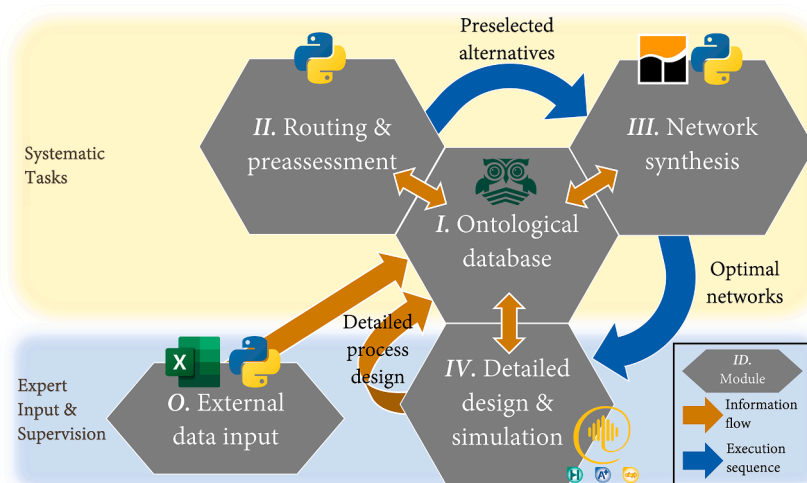 Preselected
alternatives
II. Routing &
preassessment
III. Network
synthesis
Systematic
Tasks
I. Ontological
database
Optimal
networks
Detailed
process
design
Expert
Input &
Supervision
X
O. External
data input
IV. Detailed
design &
simulation
H
A+
ID.
Module
Information
flow
Execution
sequence